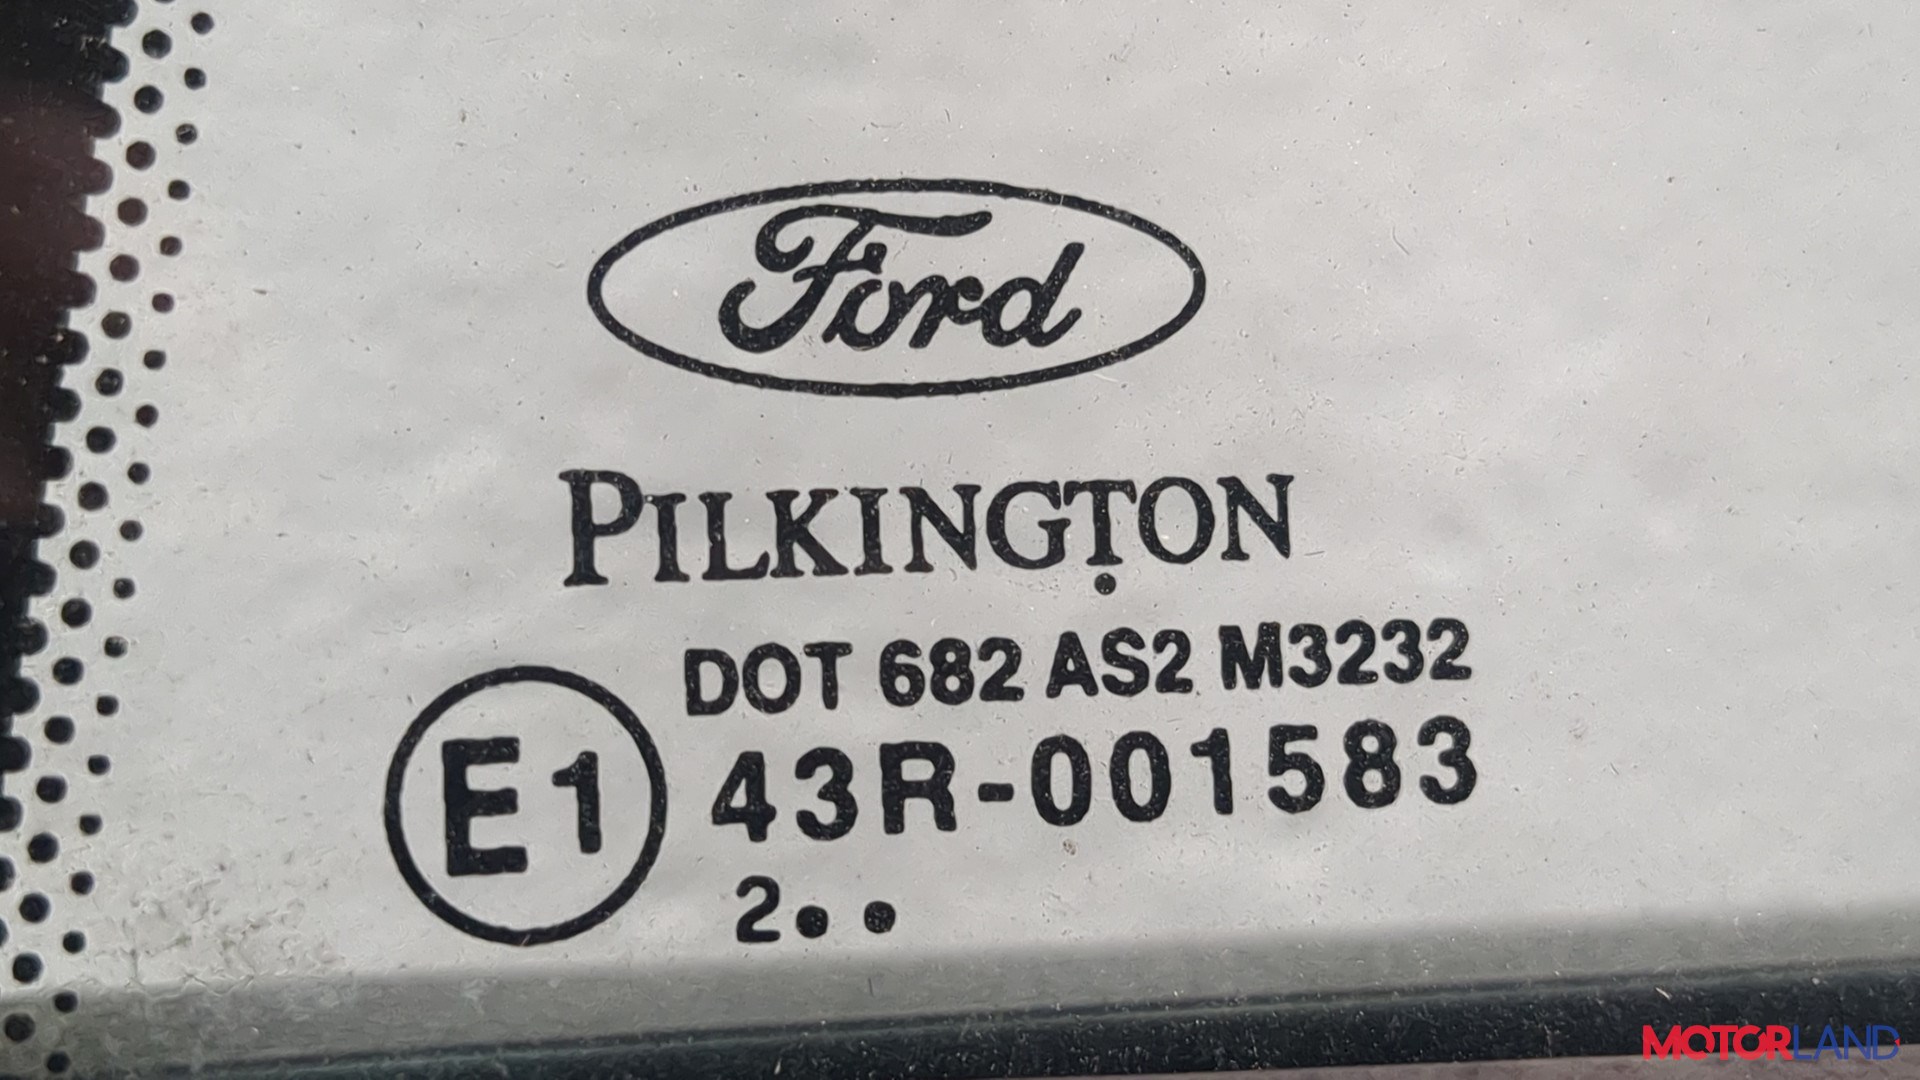 Ford
PILKINGTON
DOT 682 AS2 M3232
E1 43R-001583
2••
MOTORLAND